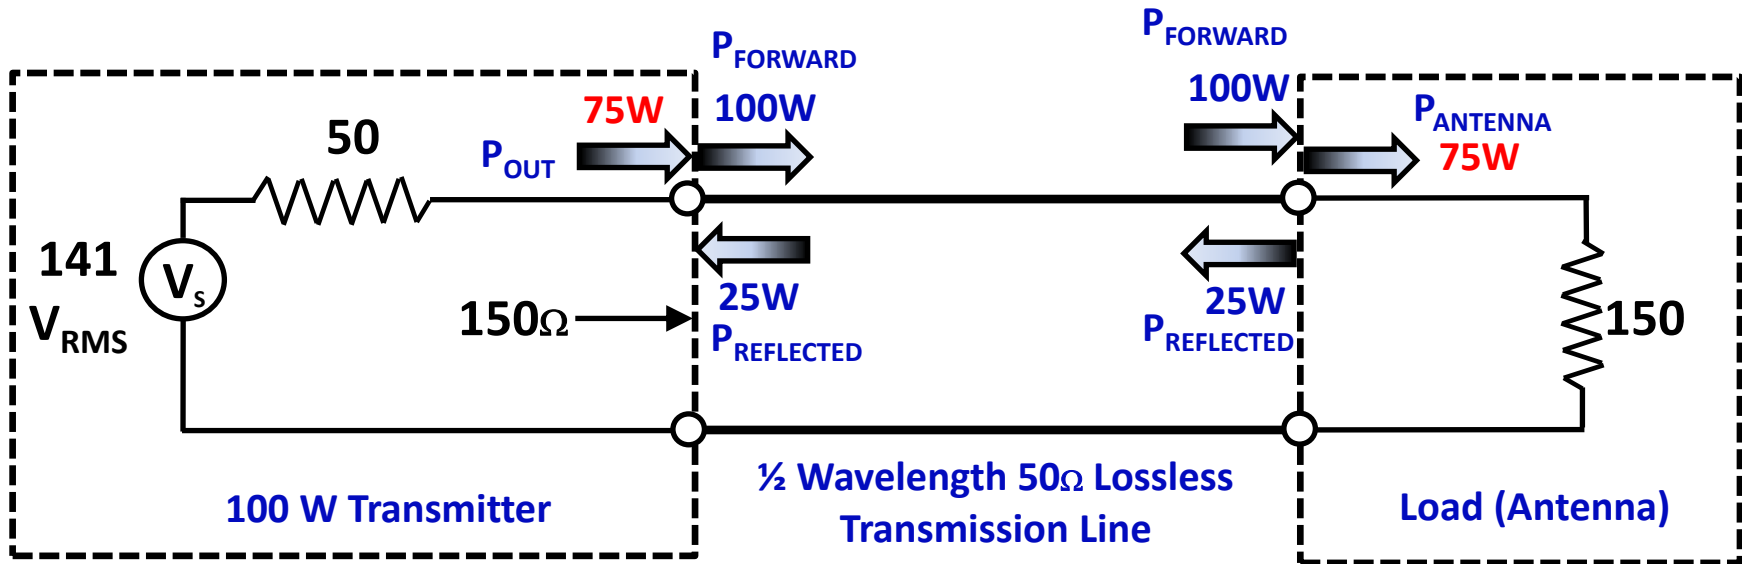 P_FORWARD
P_FORWARD
75W
100W
100W
P_ANTENNA
50
P_OUT
75W
141
V_RMS
V_s
150Ω
25W
P_REFLECTED
25W
P_REFLECTED
150
½ Wavelength 50Ω Lossless
Transmission Line
100 W Transmitter
Load (Antenna)